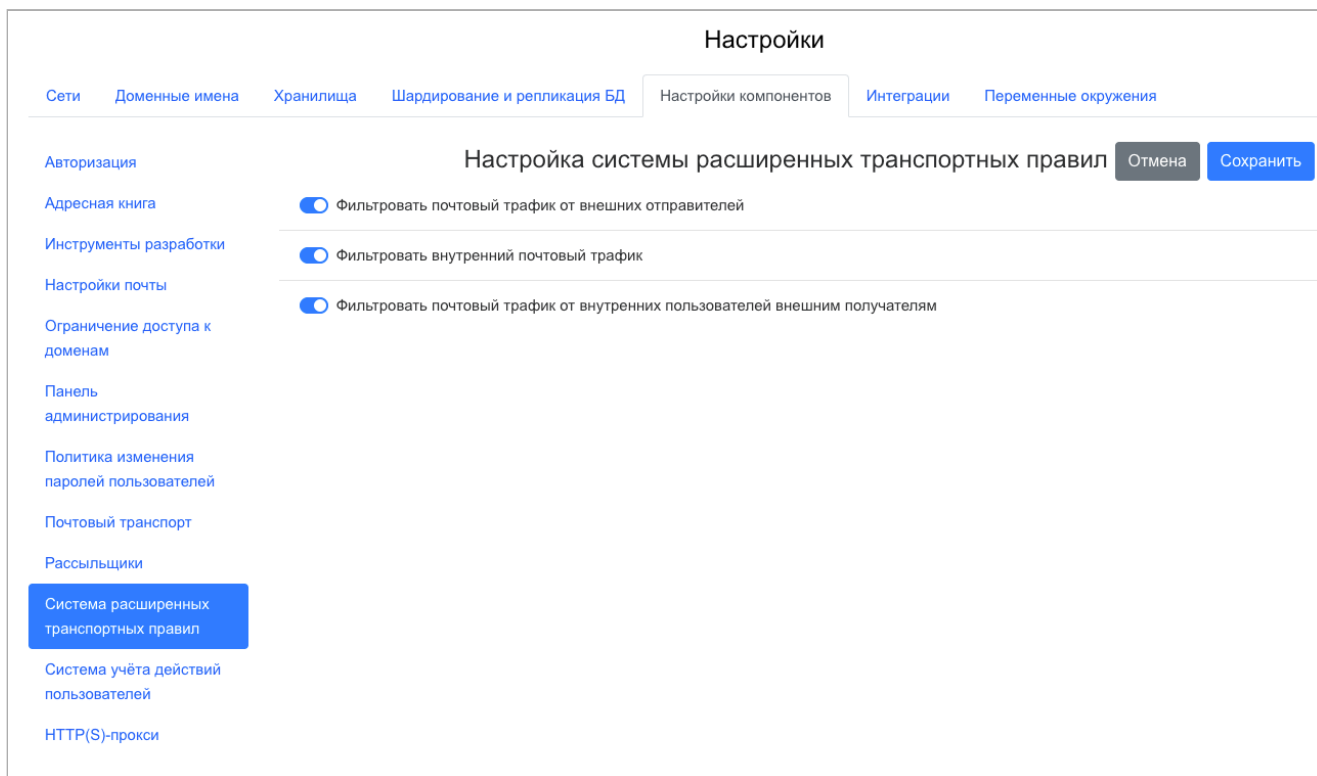 Настройки
Сети Доменные имена Хранилища Шардирование и репликация БД Настройки компонентов Интеграции Переменные окружения
Настройка системы расширенных транспортных правил Отмена Сохранить
Авторизация
Адресная книга
Инструменты разработки
Настройки почты
Ограничение доступа к
доменам
Панель
администрирования
Политика изменения
паролей пользователей
Почтовый транспорт
Рассыльщики
Система расширенных
транспортных правил
Система учёта действий
пользователей
HTTP(S)-прокси
Фильтровать почтовый трафик от внешних отправителей
Фильтровать внутренний почтовый трафик
Фильтровать почтовый трафик от внутренних пользователей внешним получателям